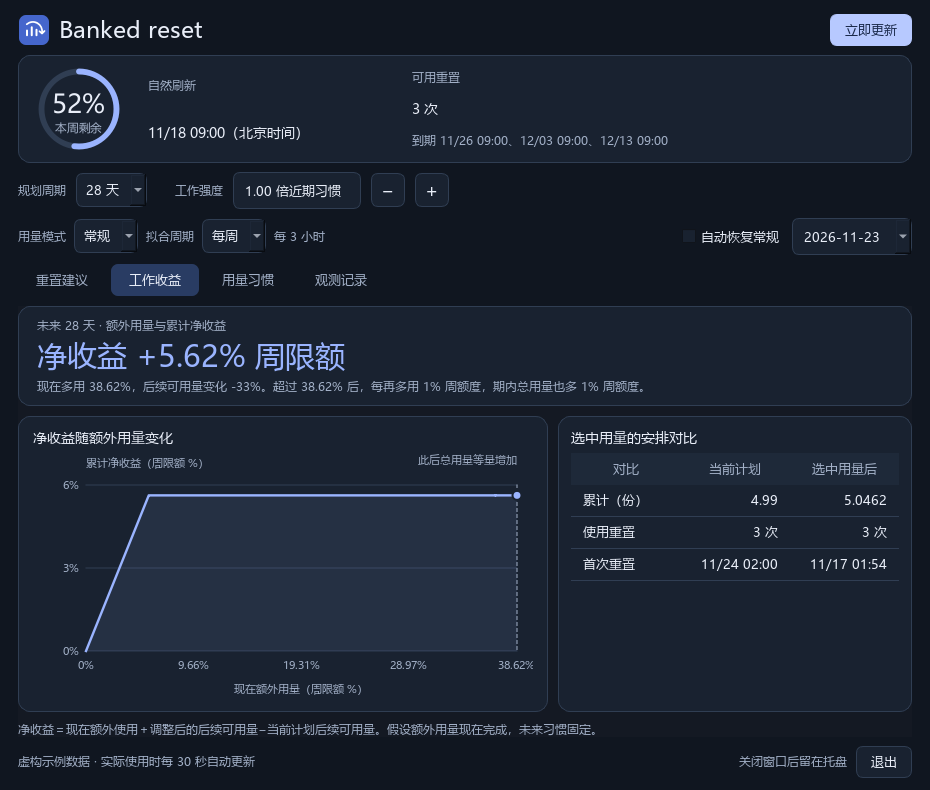 Banked reset
立即更新
52%
本周剩余
自然刷新
11/18 09:00（北京时间）
可用重置
3 次
到期 11/26 09:00、12/03 09:00、12/13 09:00
规划周期 28 天 工作强度 1.00 倍近期习惯 − +
用量模式 常规 拟合周期 每周 每 3 小时 自动恢复常规 2026-11-23
重置建议 工作收益 用量习惯 观测记录
未来 28 天 · 额外用量与累计净收益
净收益 +5.62% 周限额
现在多用 38.62%，后续可用量变化 -33%。超过 38.62% 后，每再多用 1% 周额度，期内总用量也多 1% 周额度。
净收益随额外用量变化
累计净收益（周限额 %）
此后总用量等量增加
6%
3%
0%
0% 9.66% 19.31% 28.97% 38.62%
现在额外用量（周限额 %）
选中用量的安排对比
对比 当前计划 选中用量后
累计（份） 4.99 5.0462
使用重置 3 次 3 次
首次重置 11/24 02:00 11/17 01:54
净收益＝现在额外使用＋调整后的后续可用量−当前计划后续可用量。假设额外用量现在完成，未来习惯固定。
虚构示例数据 · 实际使用时每 30 秒自动更新
关闭窗口后留在托盘 退出